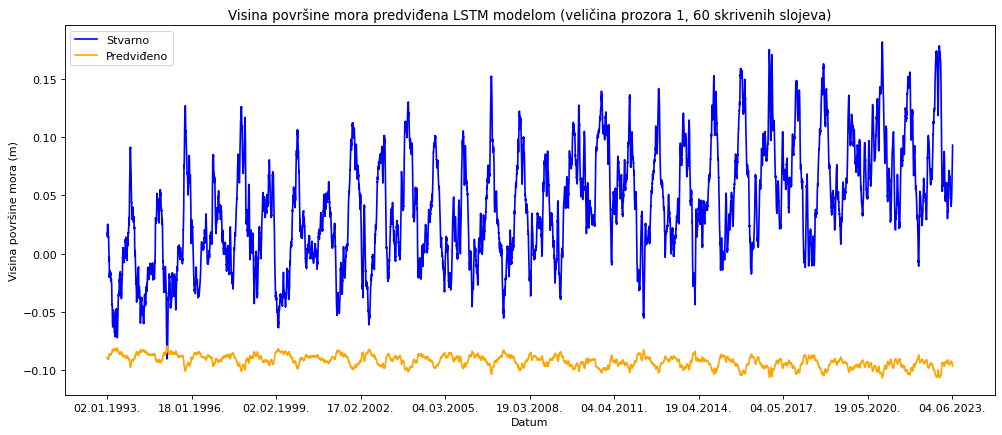 Visina površine mora predviđena LSTM modelom (veličina prozora 1, 60 skrivenih slojeva)
Stvarno
Predviđeno
Visina površine mora (m)
0.15
0.10
0.05
0.00
−0.05
−0.10
02.01.1993. 18.01.1996. 02.02.1999. 17.02.2002. 04.03.2005. 19.03.2008. 04.04.2011. 19.04.2014. 04.05.2017. 19.05.2020. 04.06.2023.
Datum